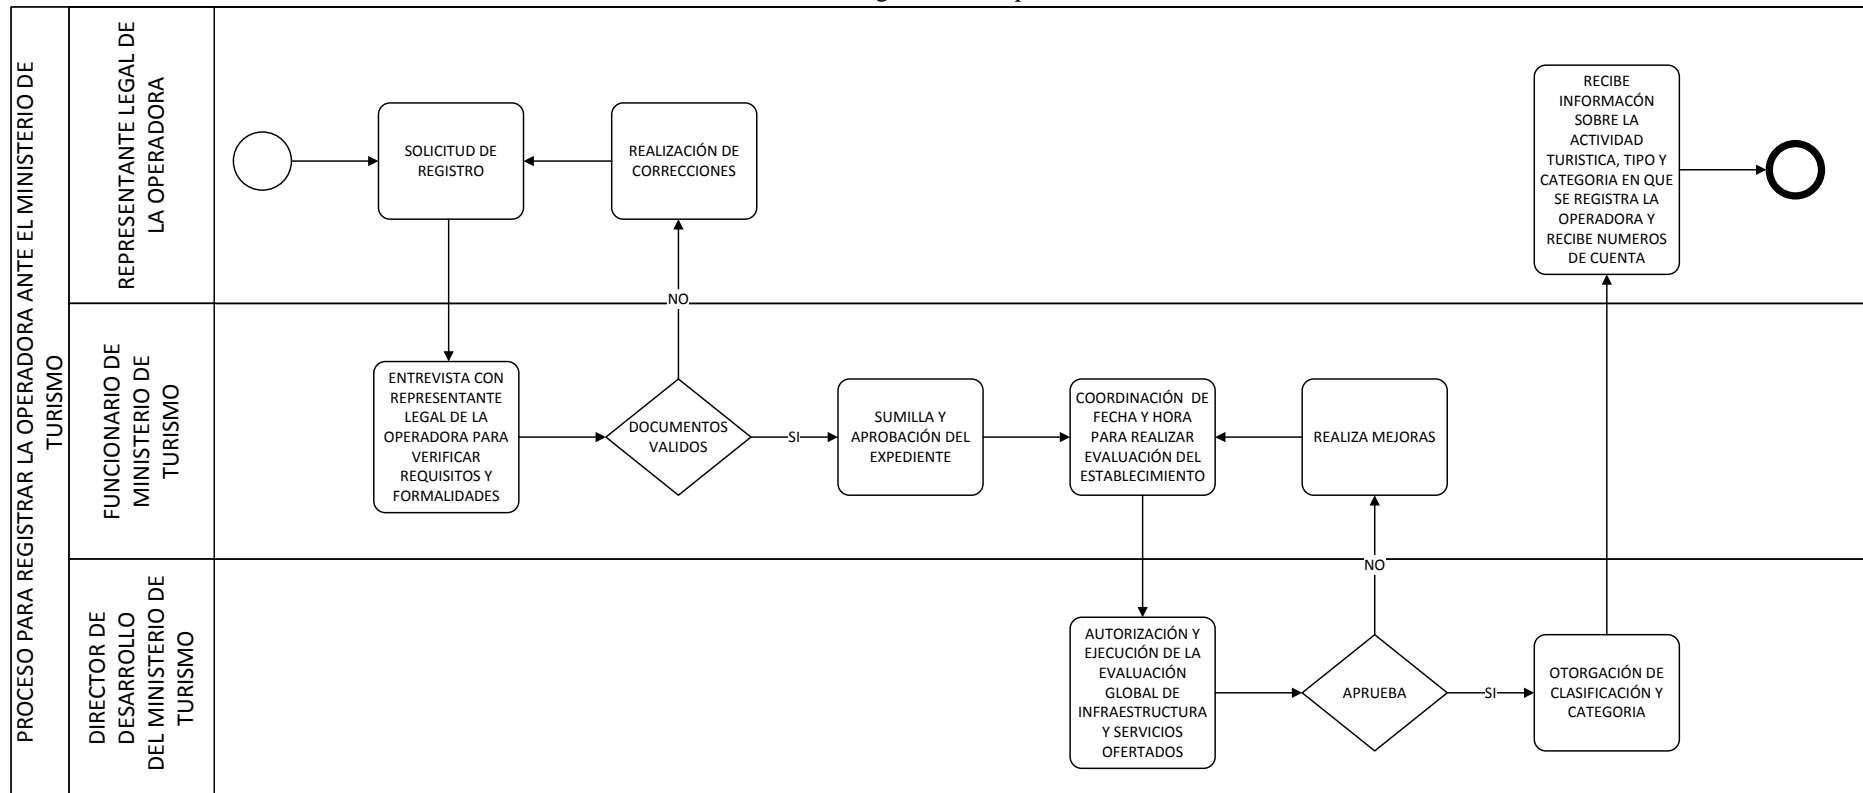 PROCESO PARA REGISTRAR LA OPERADORA ANTE EL MINISTERIO DE
TURISMO
REPRESENTANTE LEGAL DE
LA OPERADORA
SOLICITUD DE
REGISTRO
REALIZACIÓN DE
CORRECCIONES
RECIBE
INFORMACÓN
SOBRE LA
ACTIVIDAD
TURISTICA, TIPO Y
CATEGORIA EN QUE
SE REGISTRA LA
OPERADORA Y
RECIBE NUMEROS
DE CUENTA
NO
FUNCIONARIO DE
MINISTERIO DE
TURISMO
ENTREVISTA CON
REPRESENTANTE
LEGAL DE LA
OPERADORA PARA
VERIFICAR
REQUISITOS Y
FORMALIDADES
DOCUMENTOS
VALIDOS
SI
SUMILLA Y
APROBACIÓN DEL
EXPEDIENTE
COORDINACIÓN DE
FECHA Y HORA
PARA REALIZAR
EVALUACIÓN DEL
ESTABLECIMIENTO
REALIZA MEJORAS
NO
DIRECTOR DE
DESARROLLO
DEL MINISTERIO DE
TURISMO
AUTORIZACIÓN Y
EJECUCIÓN DE LA
EVALUACIÓN
GLOBAL DE
INFRAESTRUCTURA
Y SERVICIOS
OFERTADOS
APRUEBA
SI
OTORGACIÓN DE
CLASIFICACIÓN Y
CATEGORIA